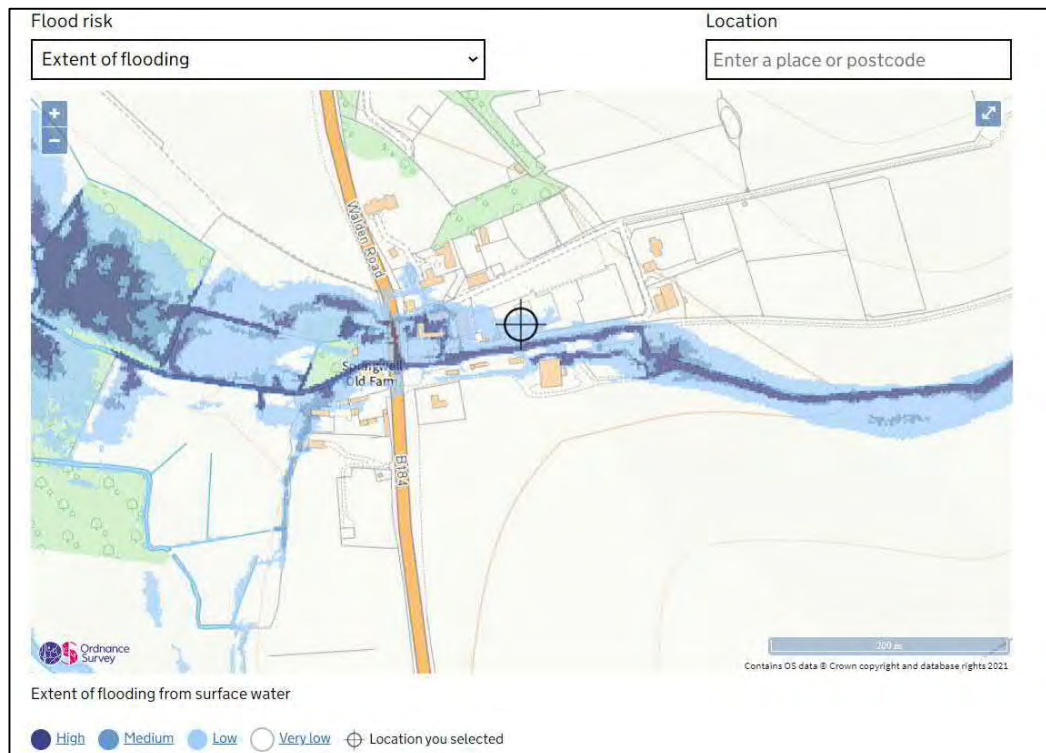 Flood risk
Location
Extent of flooding
Enter a place or postcode
+
−
Walden Road
Springwell
Old Farm
B184
Ordnance
Survey
200 m
Contains OS data © Crown copyright and database rights 2021
Extent of flooding from surface water
High
Medium
Low
Very low
Location you selected